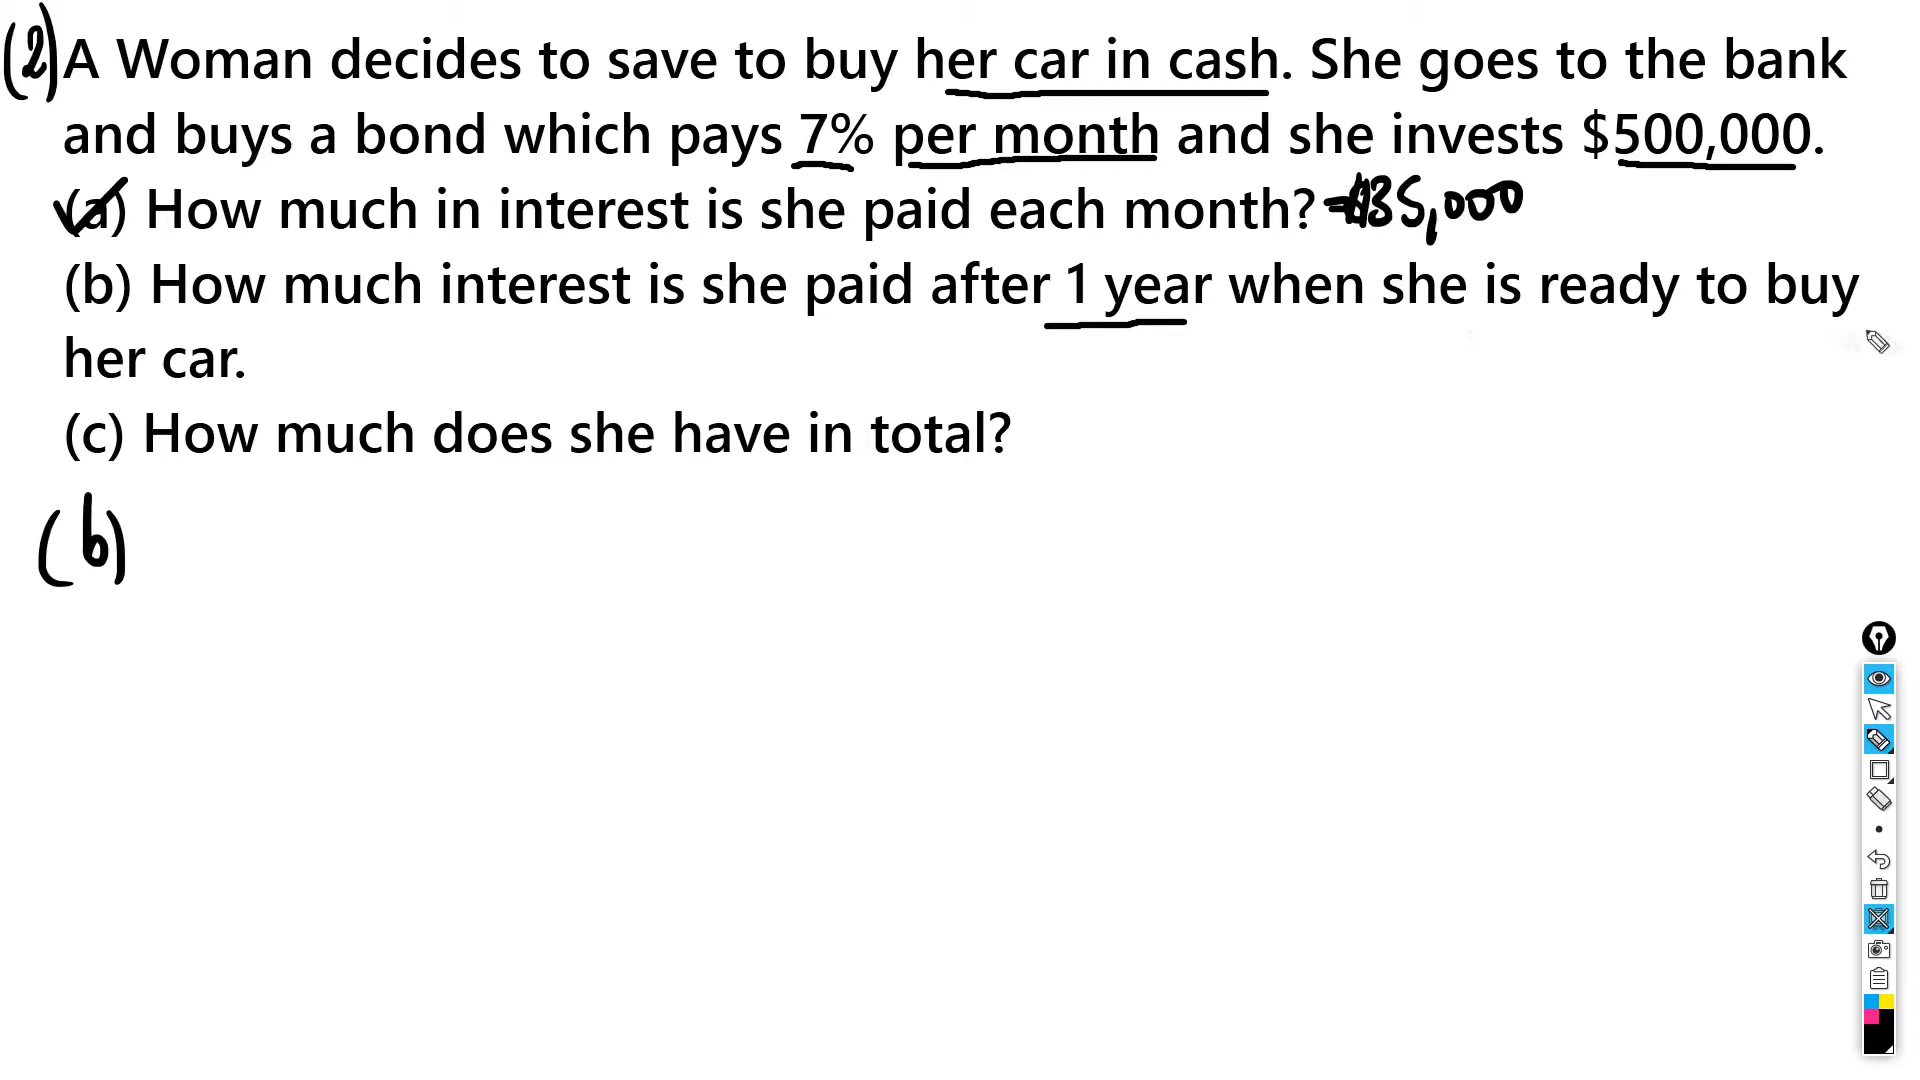 (2) A Woman decides to save to buy her car in cash. She goes to the bank
and buys a bond which pays 7% per month and she invests $500,000.
(a) How much in interest is she paid each month? - $35,000
(b) How much interest is she paid after 1 year when she is ready to buy
her car.
(c) How much does she have in total?
(b)